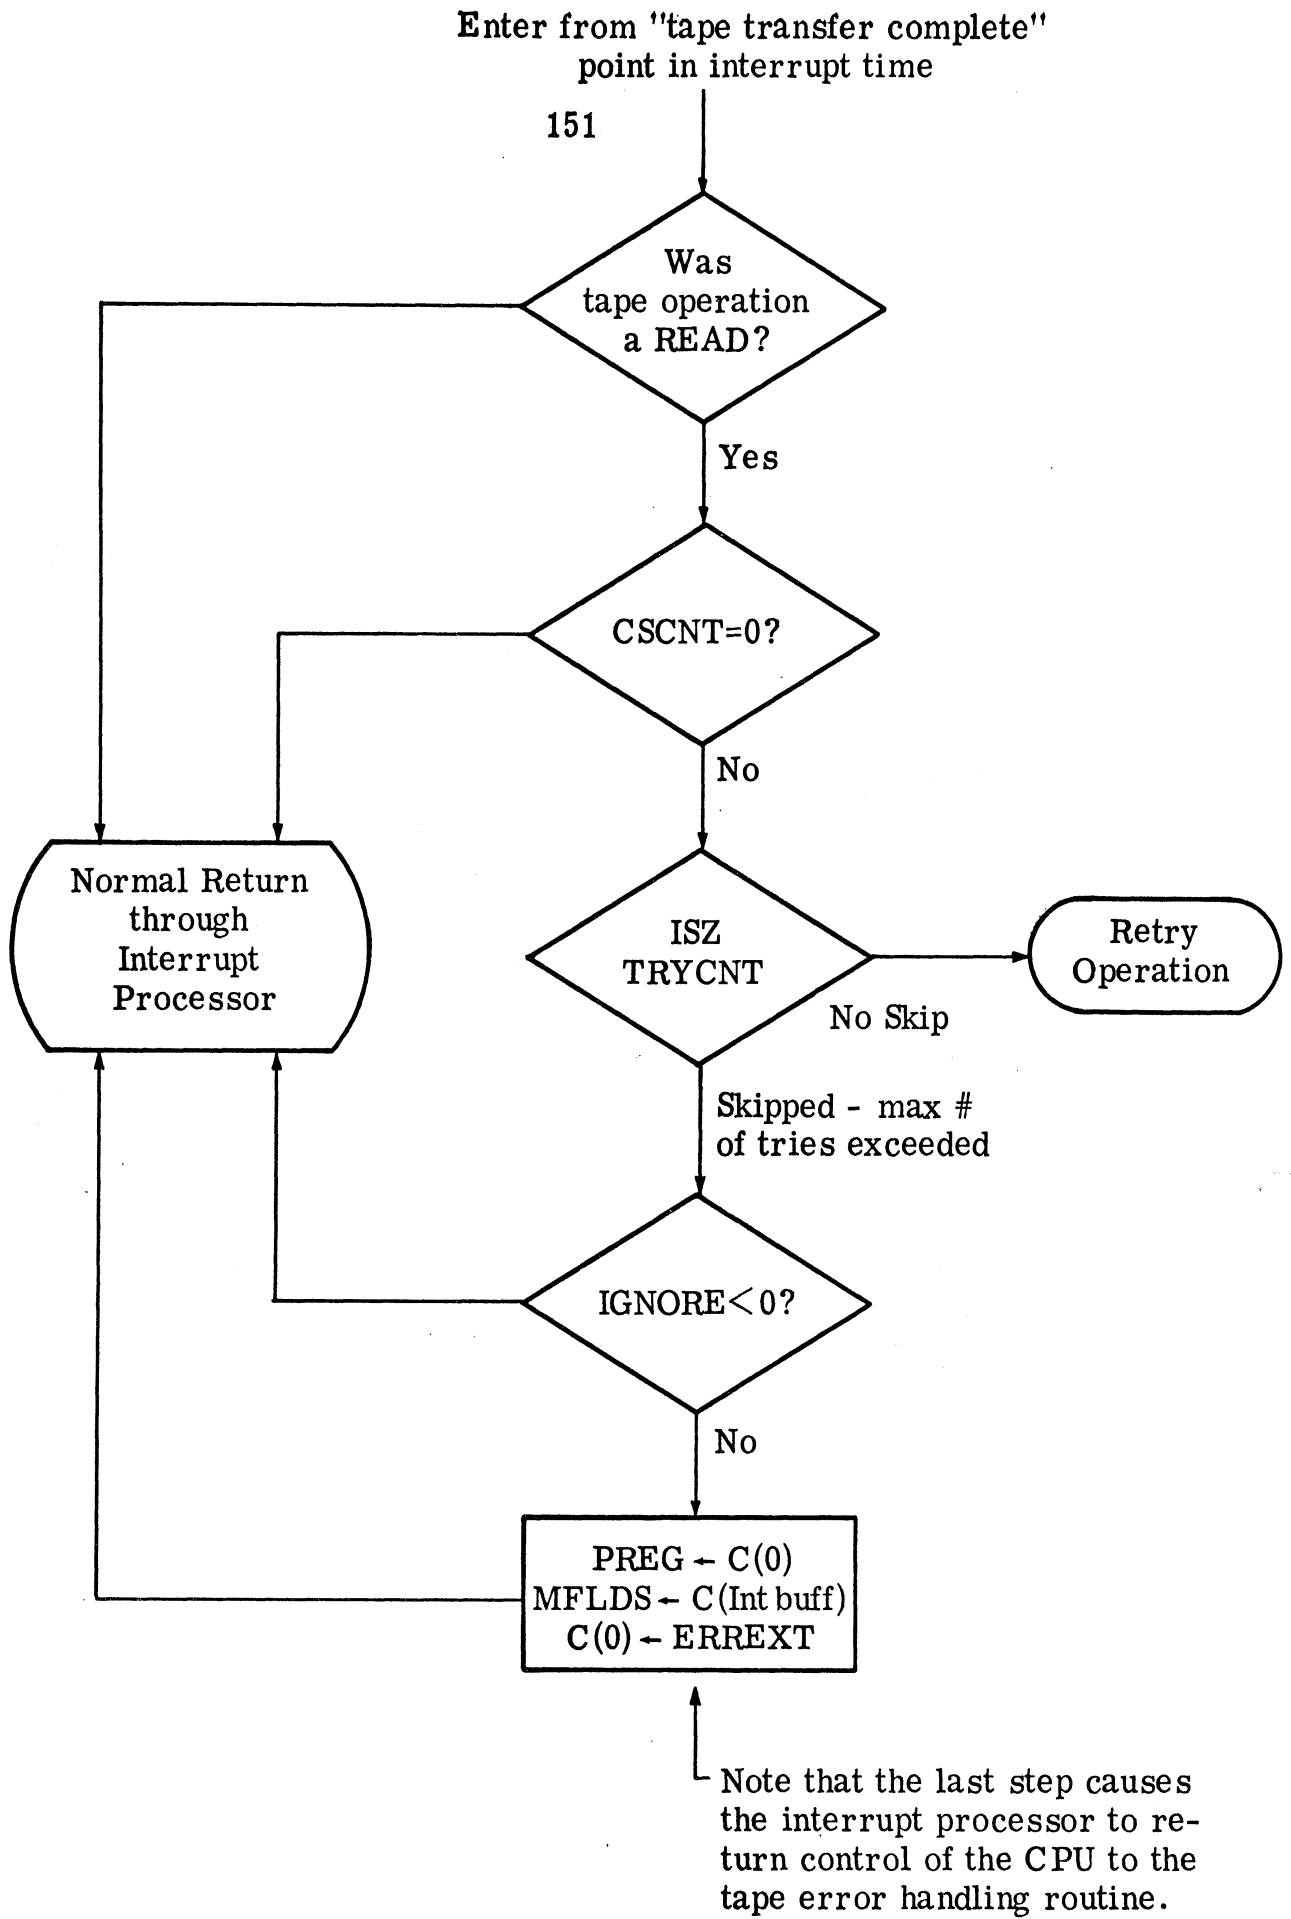 Enter from "tape transfer complete"
point in interrupt time
151
Was
tape operation
a READ?
Yes
CSCNT=0?
No
Normal Return
through
Interrupt
Processor
ISZ
TRYCNT
Retry
Operation
No Skip
Skipped - max #
of tries exceeded
IGNORE<0?
No
PREG ← C(0)
MFLDS ← C(Int buff)
C(0) ← ERREXT
Note that the last step causes
the interrupt processor to re-
turn control of the CPU to the
tape error handling routine.